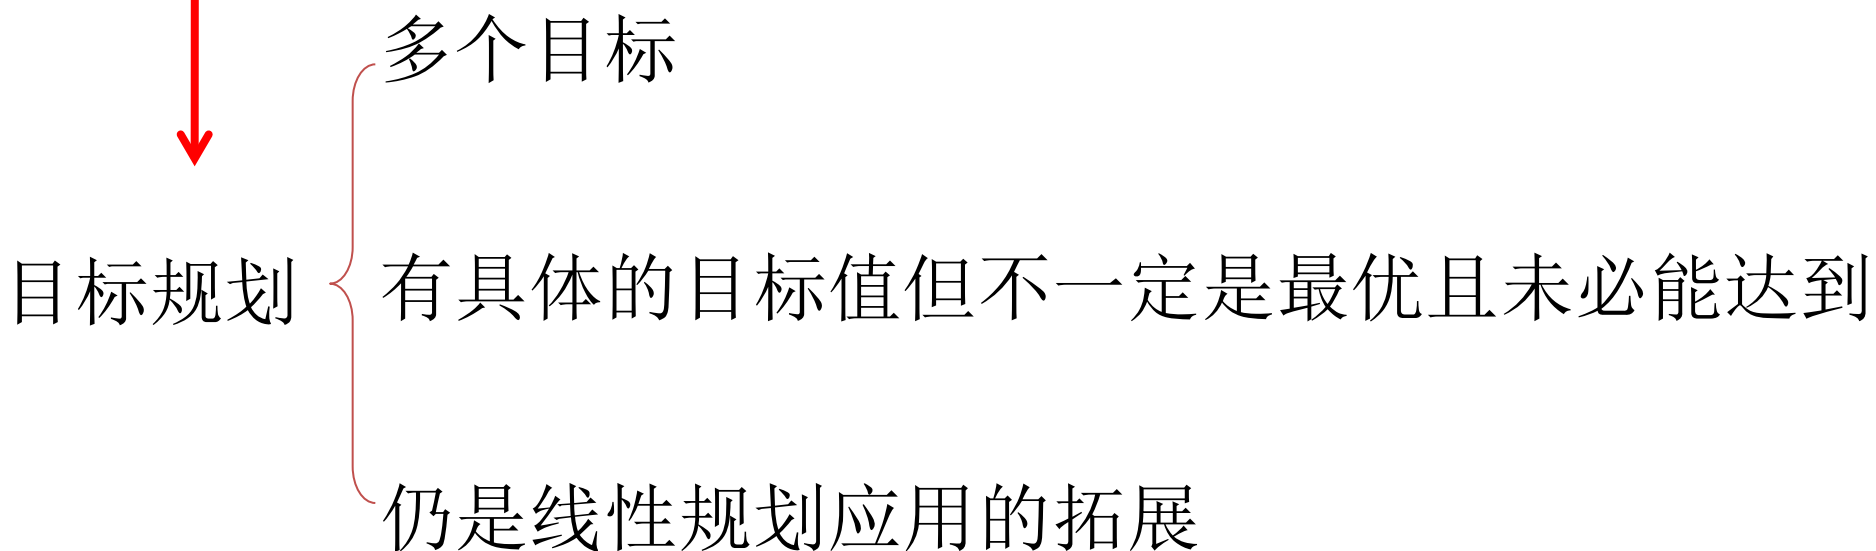 多个目标
目标规划
有具体的目标值但不一定是最优且未必能达到
仍是线性规划应用的拓展